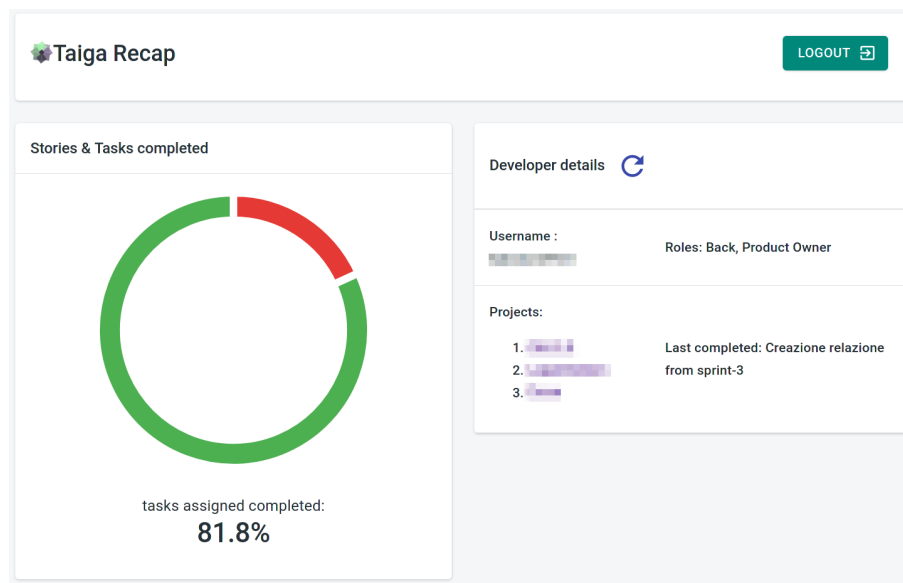 Taiga Recap
LOGOUT
Stories & Tasks completed
tasks assigned completed:
81.8%
Developer details
Username :
Roles: Back, Product Owner
Projects:
1.
2.
3.
Last completed: Creazione relazione
from sprint-3